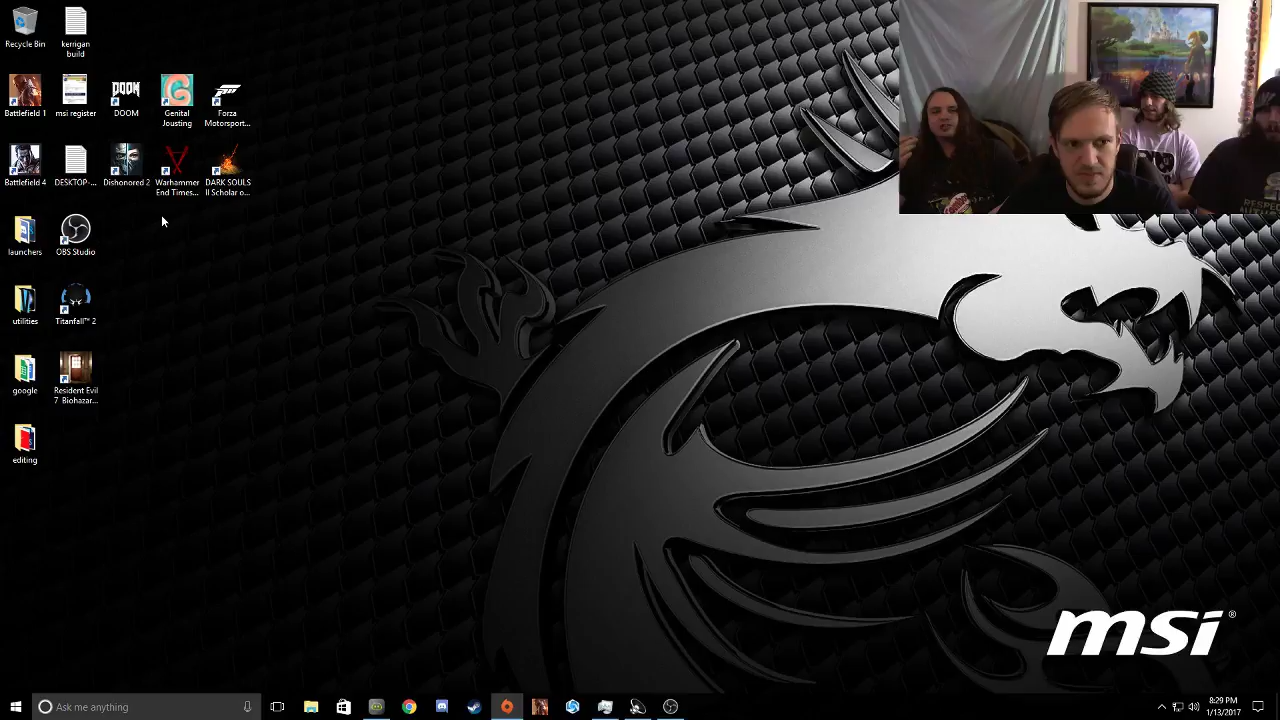 Recycle Bin
kerrigan
build
Battlefield 1
msi register
DOOM
DOOM
Genital
Jousting
Forza
Motorsport...
Battlefield 4
DESKTOP-...
Dishonored 2
Warhammer
End Times...
DARK SOULS
II Scholar o...
launchers
OBS Studio
utilities
Titanfall™ 2
google
Resident Evil
7 Biohazar...
editing
msi®
Ask me anything
8:29 PM
1/13/2017